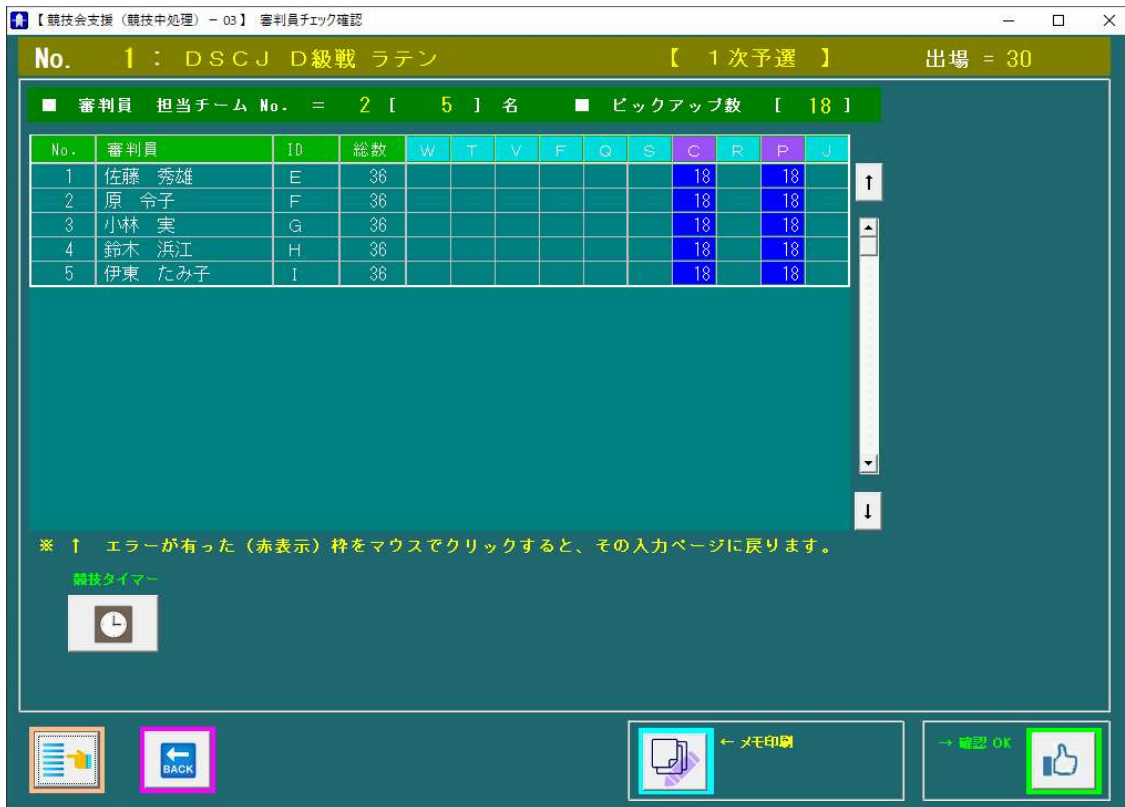 【 競技会支援（競技中処理）－ 03 】 審判員チェック確認
No. 1 : ＤＳＣＪ Ｄ級戦 ラテン 【 １次予選 】 出場 = 30
■ 審判員 担当チーム No. = 2 [ 5 ] 名 ■ ピックアップ数 [ 18 ]
No. 審判員 ID 総数 W T V F Q S C R P J
1 佐藤 秀雄 E 36 18 18
2 原 令子 F 36 18 18
3 小林 実 G 36 18 18
4 鈴木 浜江 H 36 18 18
5 伊東 たみ子 I 36 18 18
※ ↑ エラーが有った（赤表示）枠をマウスでクリックすると、その入力ページに戻ります。
競技タイマー
BACK
← メモ印刷
→ 確認 OK